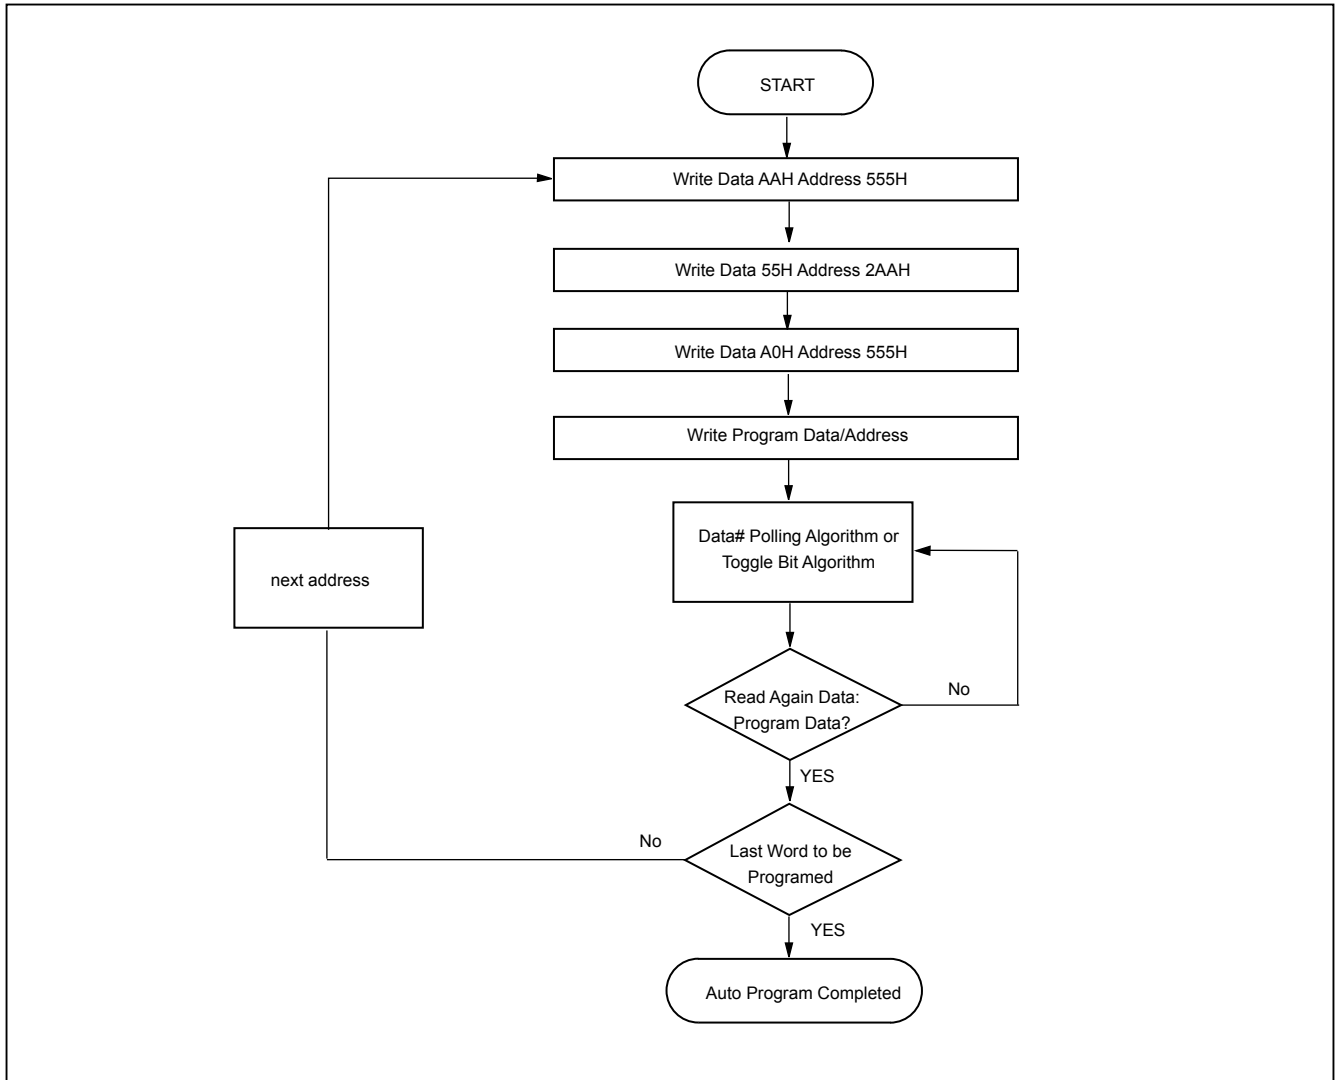 START
Write Data AAH Address 555H
Write Data 55H Address 2AAH
Write Data A0H Address 555H
Write Program Data/Address
Data# Polling Algorithm or
Toggle Bit Algorithm
next address
Read Again Data:
Program Data?
No
YES
No
Last Word to be
Programed
YES
Auto Program Completed